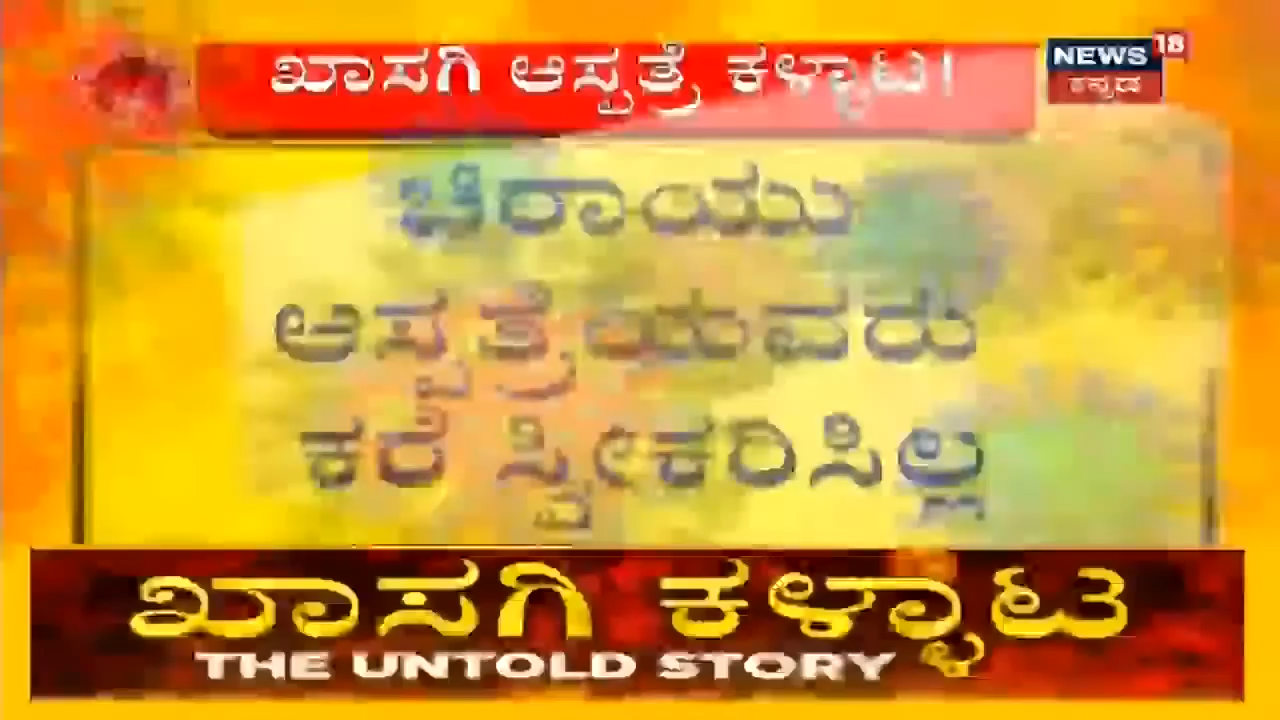 ಖಾಸಗಿ ಆಸ್ಪತ್ರೆ ಕಳ್ಳಾಟ!
NEWS 18
ಕನ್ನಡ
ಚಿರಾಯು
ಆಸ್ಪತ್ರೆಯವರು
ಕರೆ ಸ್ವೀಕರಿಸಿಲ್ಲ
ಖಾಸಗಿ ಕಳ್ಳಾಟ
THE UNTOLD STORY